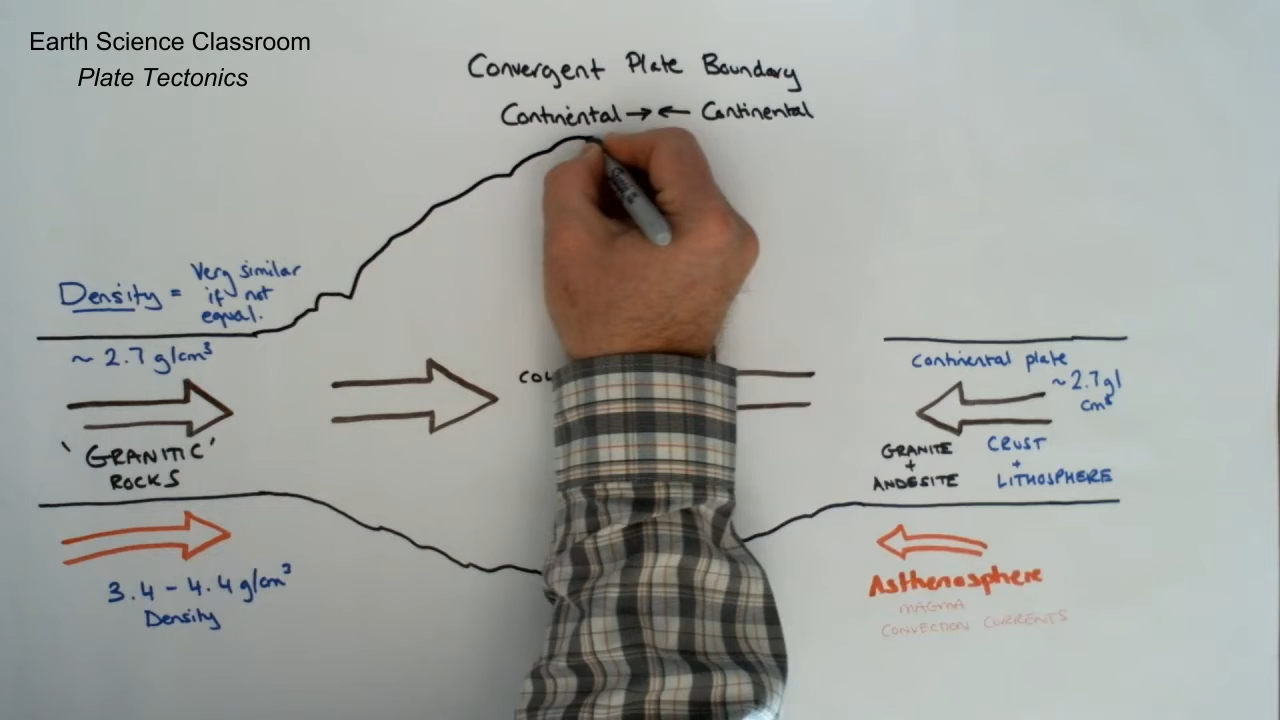 Earth Science Classroom
Plate Tectonics
Convergent Plate Boundary
Continental → ← Continental
Density = Very similar
if not
equal.
~ 2.7 g/cm³
'GRANITIC'
ROCKS
3.4 - 4.4 g/cm³
Density
Continental plate
~2.7g/
cm³
GRANITE
+
ANDESITE
CRUST
+
LITHOSPHERE
Asthenosphere
MAGMA
CONVECTION CURRENTS